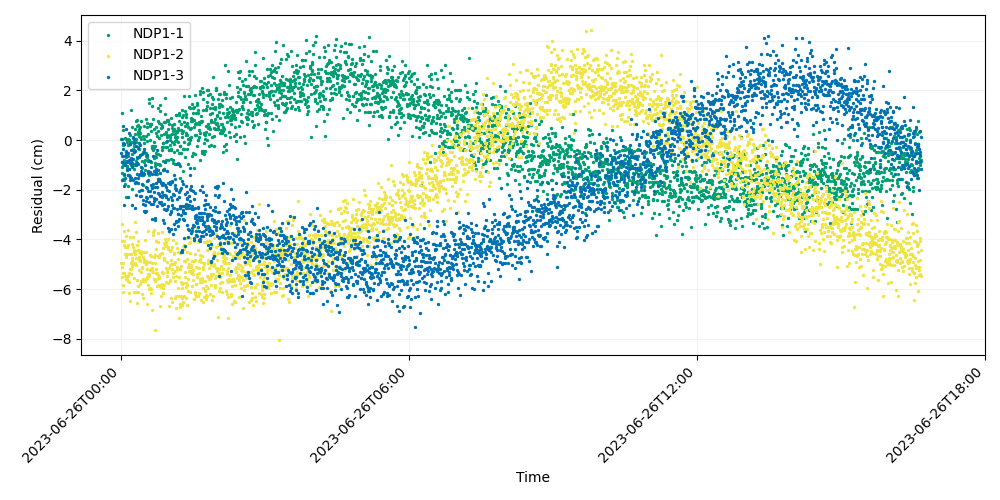 NDP1-1
NDP1-2
NDP1-3
4
2
0
−2
−4
−6
−8
Residual (cm)
2023-06-26T00:00
2023-06-26T06:00
2023-06-26T12:00
2023-06-26T18:00
Time